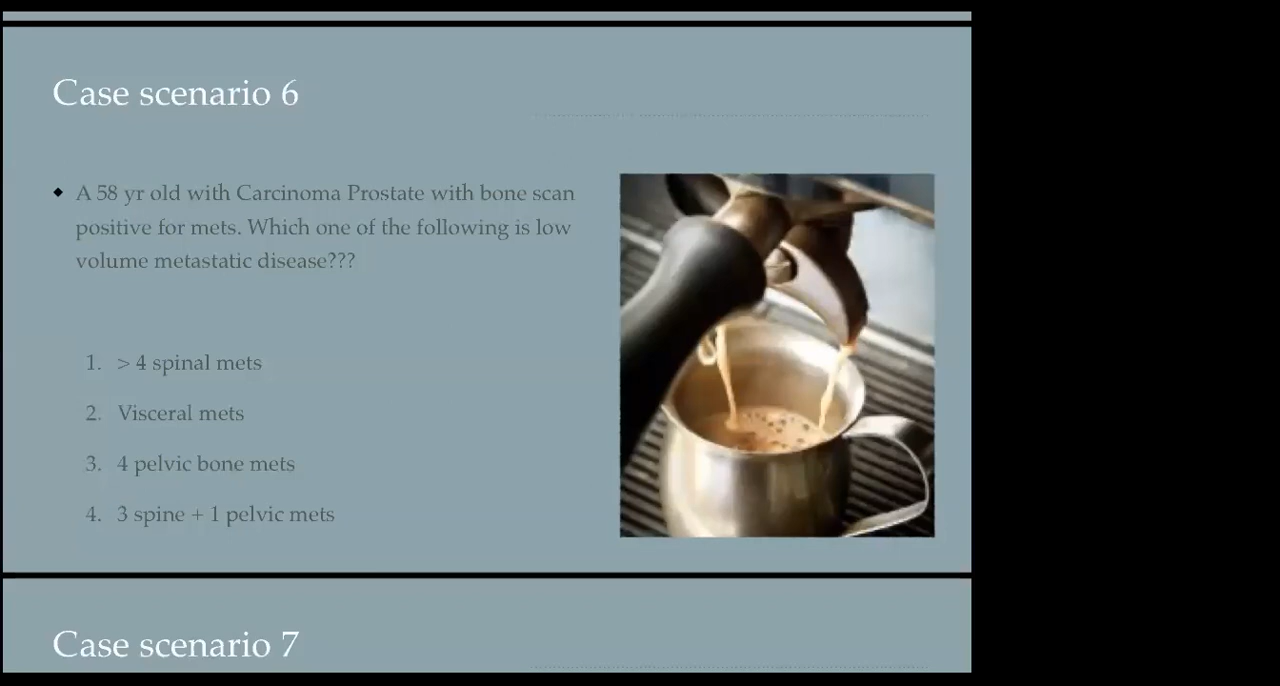 Case scenario 6
◆ A 58 yr old with Carcinoma Prostate with bone scan
positive for mets. Which one of the following is low
volume metastatic disease???
1. > 4 spinal mets
2. Visceral mets
3. 4 pelvic bone mets
4. 3 spine + 1 pelvic mets
Case scenario 7